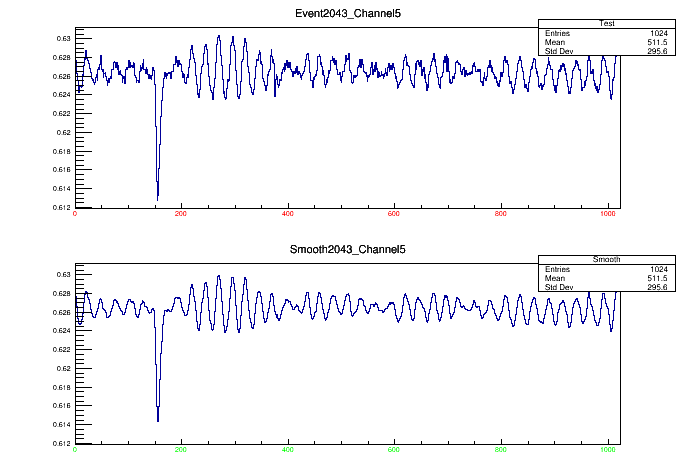 Event2043_Channel5
Test
Entries 1024
Mean 511.5
Std Dev 295.6
0.63
0.628
0.626
0.624
0.62
0.62
0.618
0.616
0.614
0.612
0 200 400 600 800 1000
Smooth2043_Channel5
Smooth
Entries 1024
Mean 511.5
Std Dev 295.6
0.63
0.628
0.626
0.624
0.622
0.62
0.618
0.616
0.614
0.612
0 200 400 600 800 1000